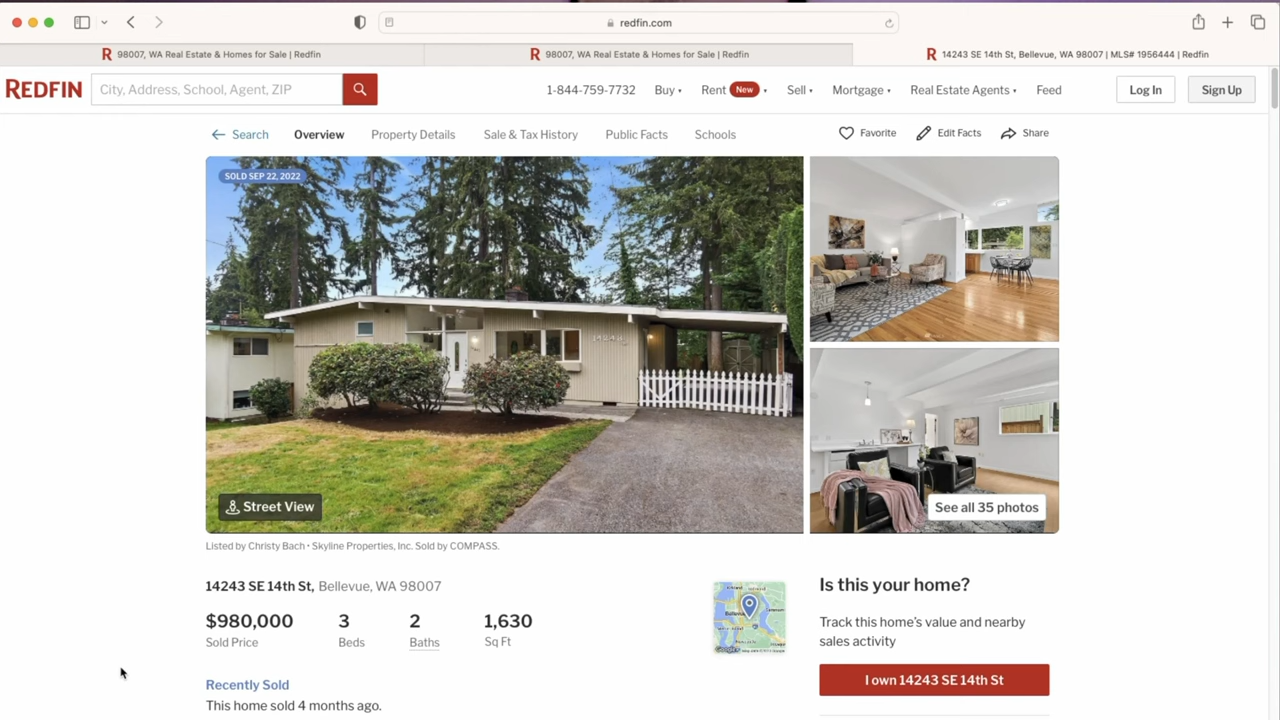 redfin.com
R 98007, WA Real Estate & Homes for Sale | Redfin
R 98007, WA Real Estate & Homes for Sale | Redfin
R 14243 SE 14th St, Bellevue, WA 98007 | MLS# 1956444 | Redfin
REDFIN
City, Address, School, Agent, ZIP
1-844-759-7732
Buy
Rent New
Sell
Mortgage
Real Estate Agents
Feed
Log In
Sign Up
Search
Overview
Property Details
Sale & Tax History
Public Facts
Schools
Favorite
Edit Facts
Share
SOLD SEP 22, 2022
Street View
See all 35 photos
Listed by Christy Bach • Skyline Properties, Inc. Sold by COMPASS.
14243 SE 14th St, Bellevue, WA 98007
$980,000 3 2 1,630
Sold Price Beds Baths Sq Ft
Recently Sold
This home sold 4 months ago.
Is this your home?
Track this home's value and nearby
sales activity
I own 14243 SE 14th St